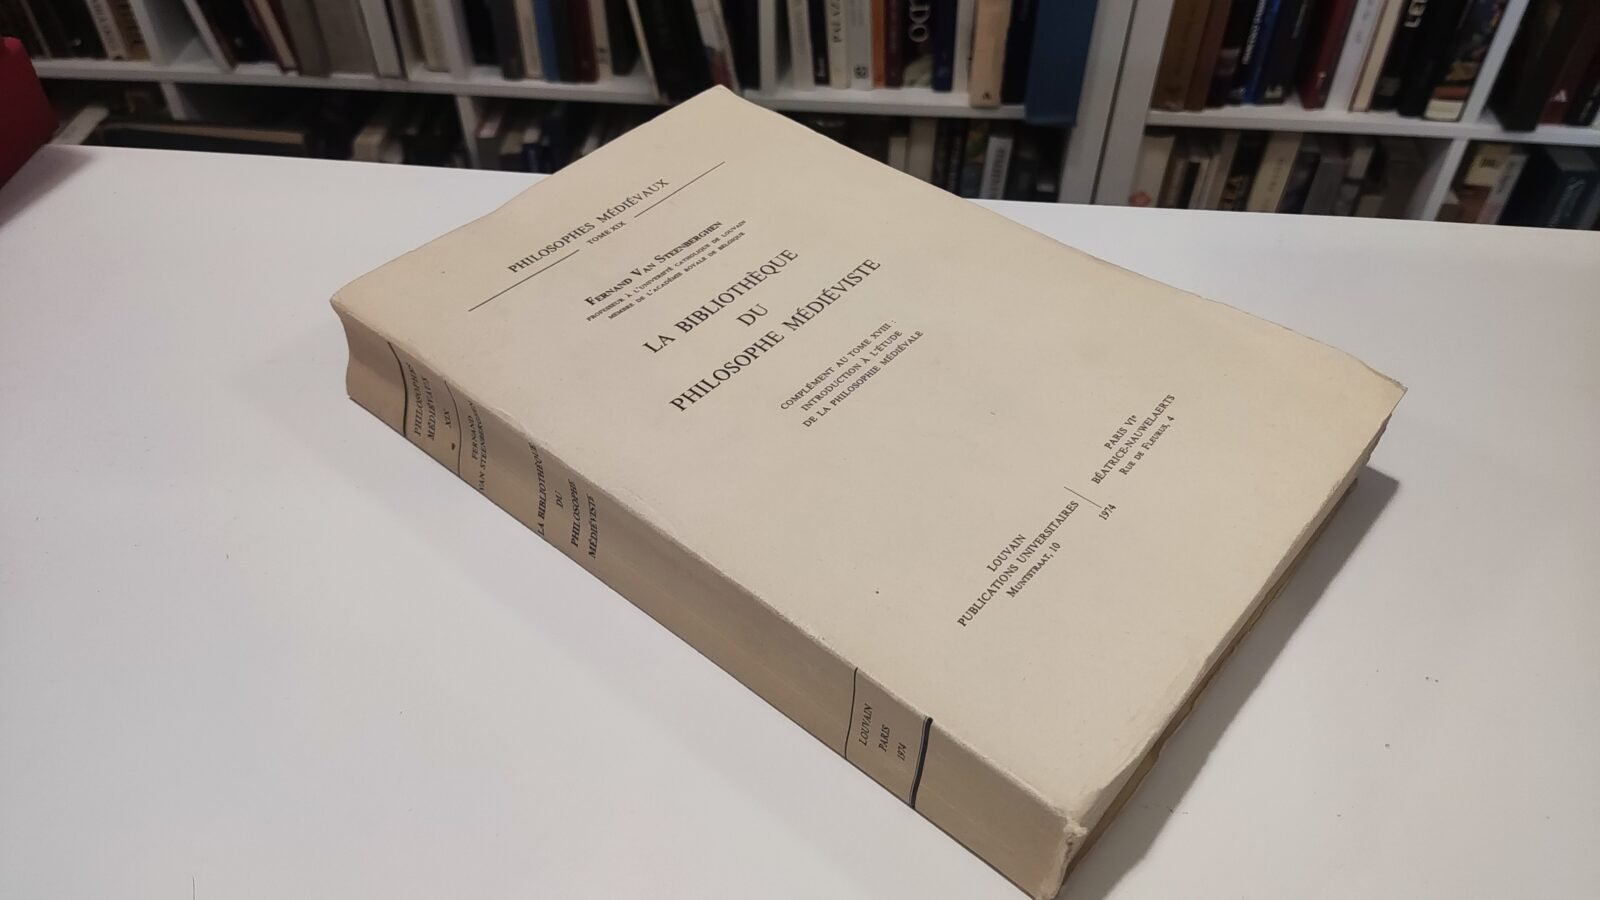 PHILOSOPHES MÉDIÉVAUX
TOME XIX
FERNAND VAN STEENBERGHEN
PROFESSEUR À L'UNIVERSITÉ CATHOLIQUE DE LOUVAIN
MEMBRE DE L'ACADÉMIE ROYALE DE BELGIQUE
LA BIBLIOTHÈQUE
DU
PHILOSOPHE MÉDIÉVISTE
COMPLÉMENT AU TOME XVIII :
INTRODUCTION À L'ÉTUDE
DE LA PHILOSOPHIE MÉDIÉVALE
LOUVAIN
PUBLICATIONS UNIVERSITAIRES
MUNTSTRAAT, 10
PARIS VIe
BÉATRICE-NAUWELAERTS
RUE DE FLEURUS, 4
1974
PHILOSOPHES
MÉDIÉVAUX
XIX
FERNAND
VAN STEENBERGHEN
LA BIBLIOTHÈQUE
DU
PHILOSOPHE
MÉDIÉVISTE
LOUVAIN
PARIS
1974